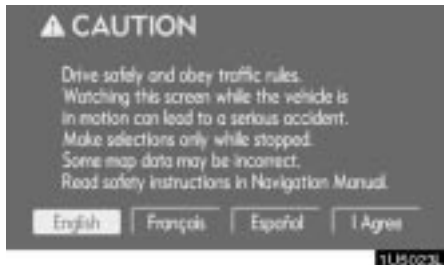 CAUTION
Drive safely and obey traffic rules.
Watching this screen while the vehicle is
in motion can lead to a serious accident.
Make selections only while stopped.
Some map data may be incorrect.
Read safety instructions in Navigation Manual.
English Français Español I Agree
1U5023L